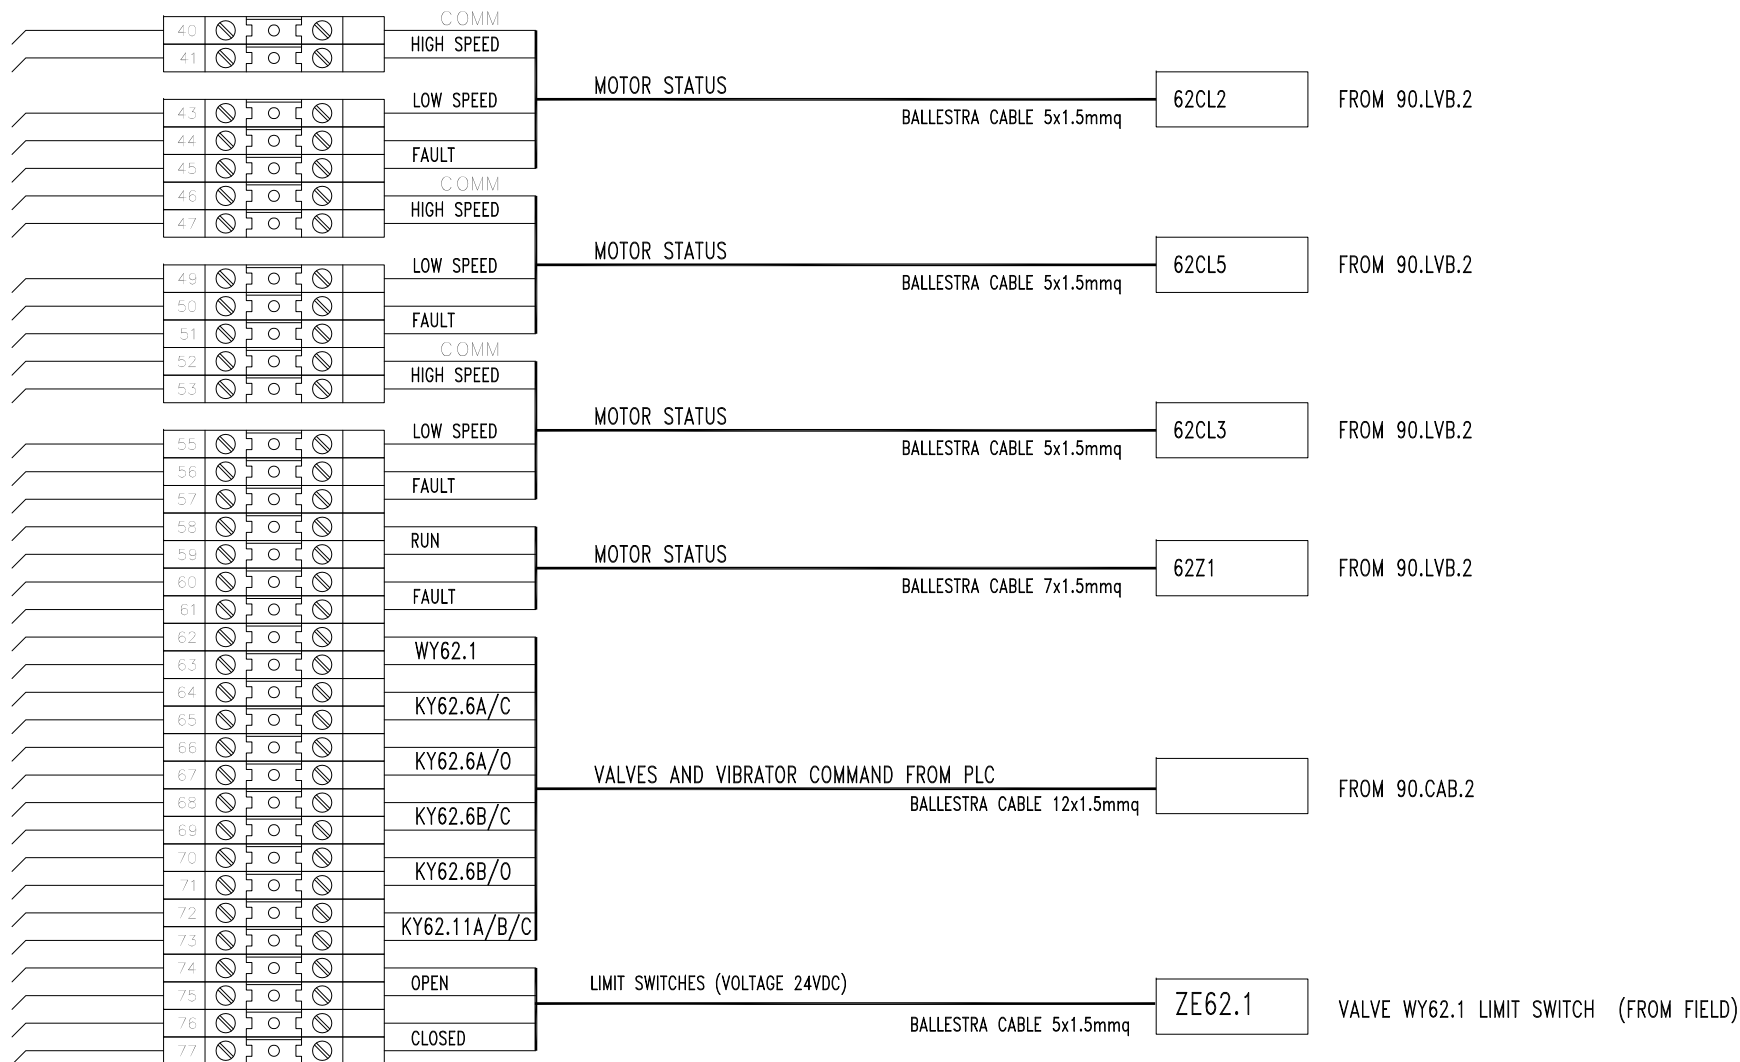 COMM
40
HIGH SPEED
41
MOTOR STATUS
62CL2
FROM 90.LVB.2
LOW SPEED
43
BALLESTRA CABLE 5x1.5mmq
44
FAULT
45
COMM
46
HIGH SPEED
47
MOTOR STATUS
62CL5
FROM 90.LVB.2
LOW SPEED
49
BALLESTRA CABLE 5x1.5mmq
50
FAULT
51
COMM
52
HIGH SPEED
53
MOTOR STATUS
62CL3
FROM 90.LVB.2
LOW SPEED
55
BALLESTRA CABLE 5x1.5mmq
56
FAULT
57
58
RUN
59
MOTOR STATUS
62Z1
FROM 90.LVB.2
60
BALLESTRA CABLE 7x1.5mmq
FAULT
61
62
WY62.1
63
64
KY62.6A/C
65
66
KY62.6A/O
67
VALVES AND VIBRATOR COMMAND FROM PLC
FROM 90.CAB.2
68
BALLESTRA CABLE 12x1.5mmq
KY62.6B/C
69
70
KY62.6B/O
71
72
KY62.11A/B/C
73
74
OPEN
LIMIT SWITCHES (VOLTAGE 24VDC)
75
ZE62.1
VALVE WY62.1 LIMIT SWITCH (FROM FIELD)
76
BALLESTRA CABLE 5x1.5mmq
CLOSED
77